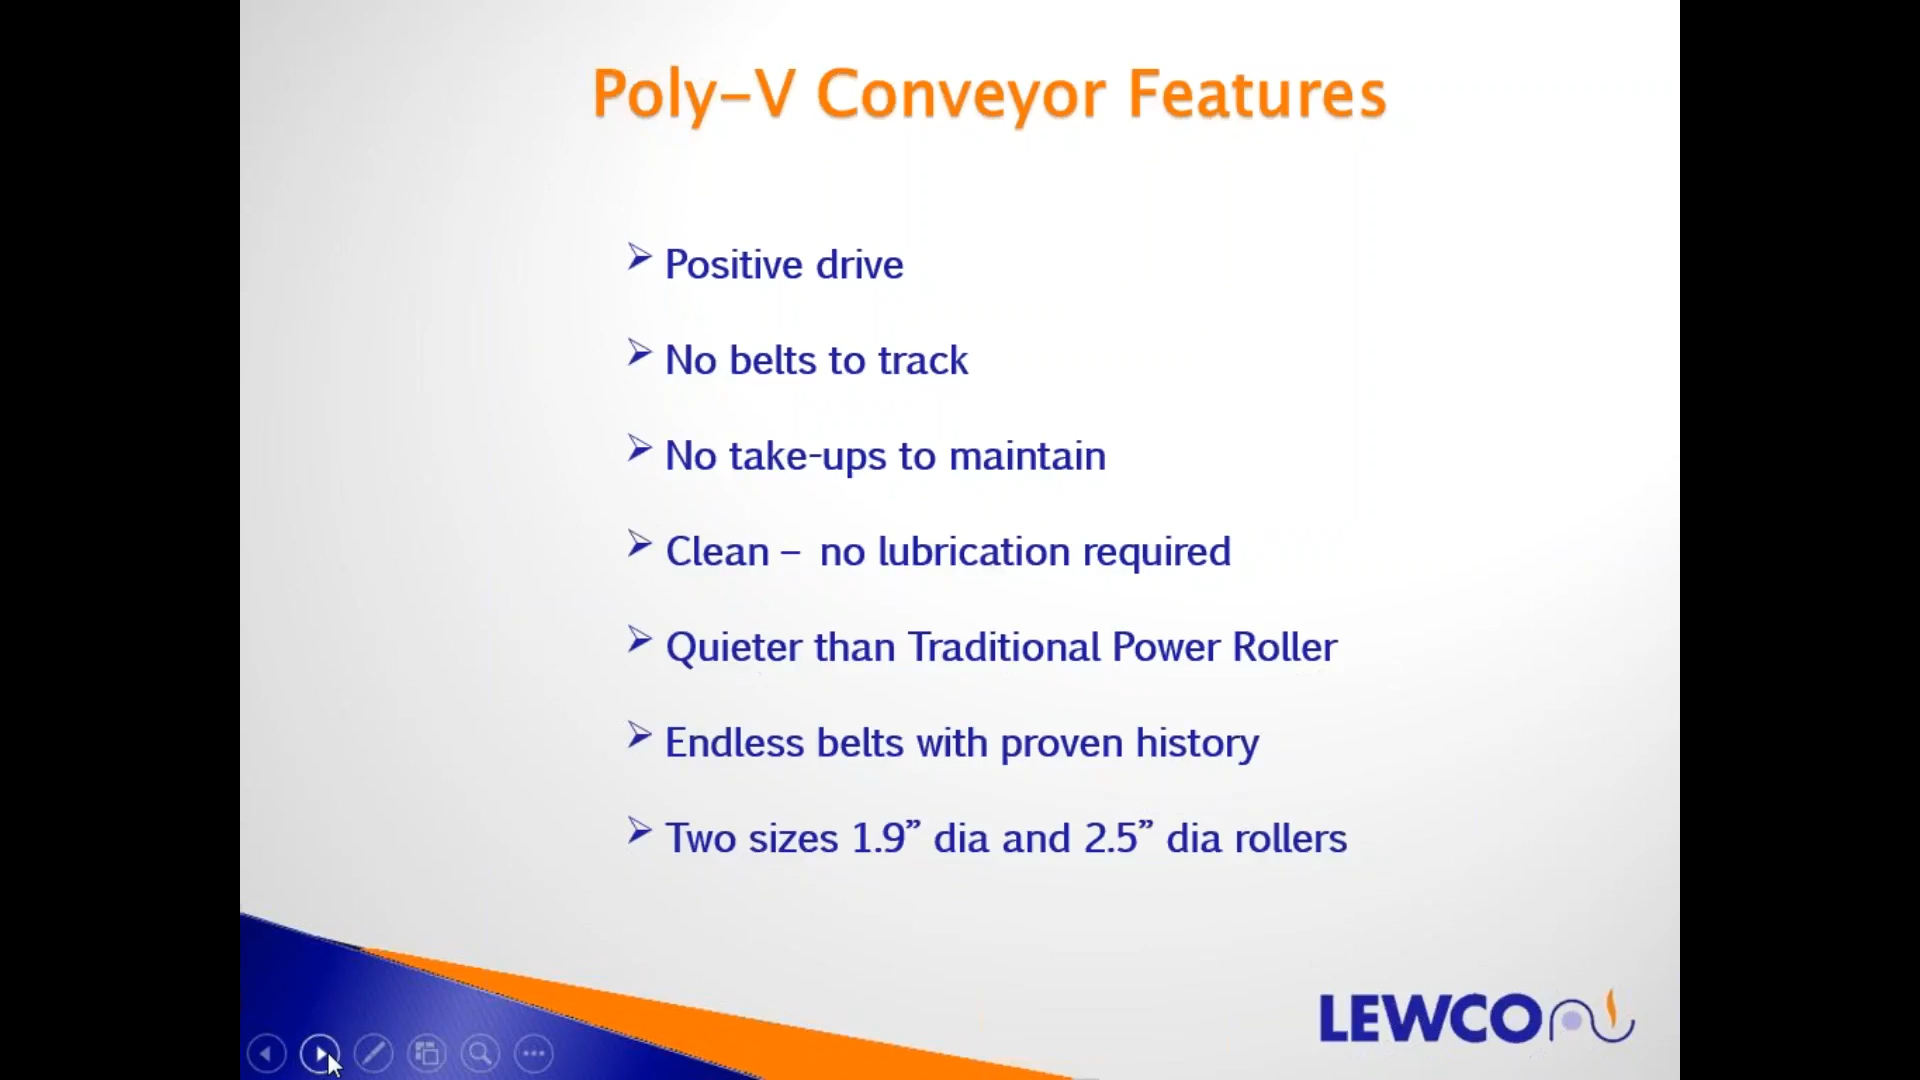 Poly-V Conveyor Features
Positive drive
No belts to track
No take-ups to maintain
Clean – no lubrication required
Quieter than Traditional Power Roller
Endless belts with proven history
Two sizes 1.9” dia and 2.5” dia rollers
LEWCO